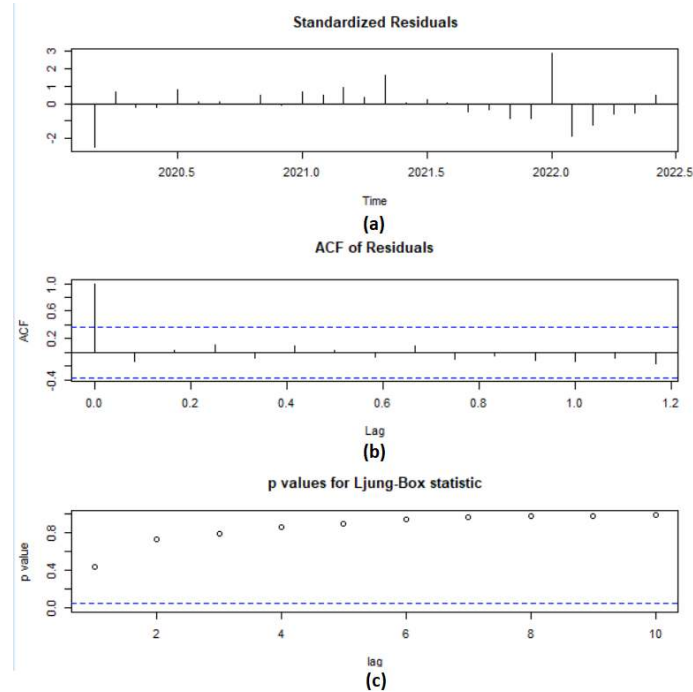 Standardized Residuals
3
2
1
0
-2
2020.5 2021.0 2021.5 2022.0 2022.5
Time
(a)
ACF of Residuals
ACF
1.0
0.6
0.2
-0.4
0.0 0.2 0.4 0.6 0.8 1.0 1.2
Lag
(b)
p values for Ljung-Box statistic
p value
0.8
0.4
0.0
2 4 6 8 10
lag
(c)